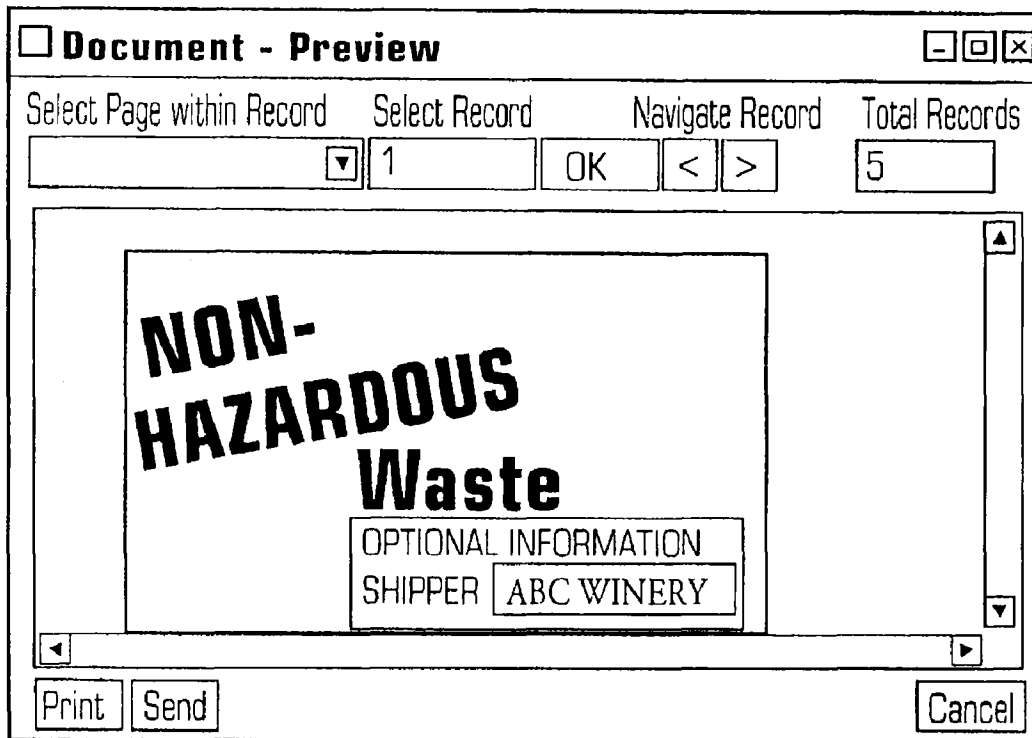 Document - Preview
Select Page within Record Select Record Navigate Record Total Records
1 OK < > 5
NON-
HAZARDOUS
Waste
OPTIONAL INFORMATION
SHIPPER ABC WINERY
Print Send Cancel